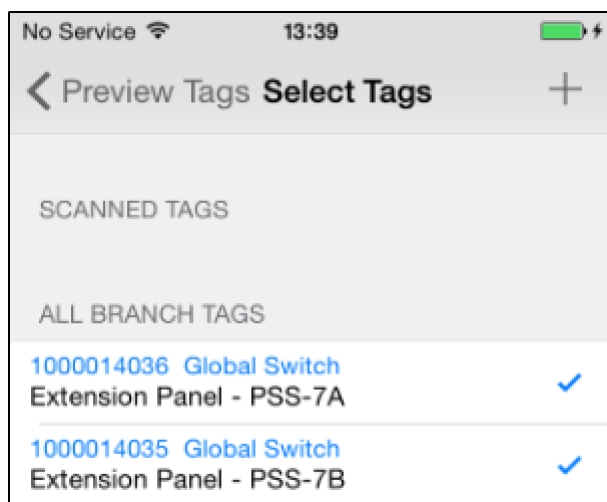 No Service 13:39
Preview Tags Select Tags
SCANNED TAGS
ALL BRANCH TAGS
1000014036 Global Switch
Extension Panel - PSS-7A
1000014035 Global Switch
Extension Panel - PSS-7B